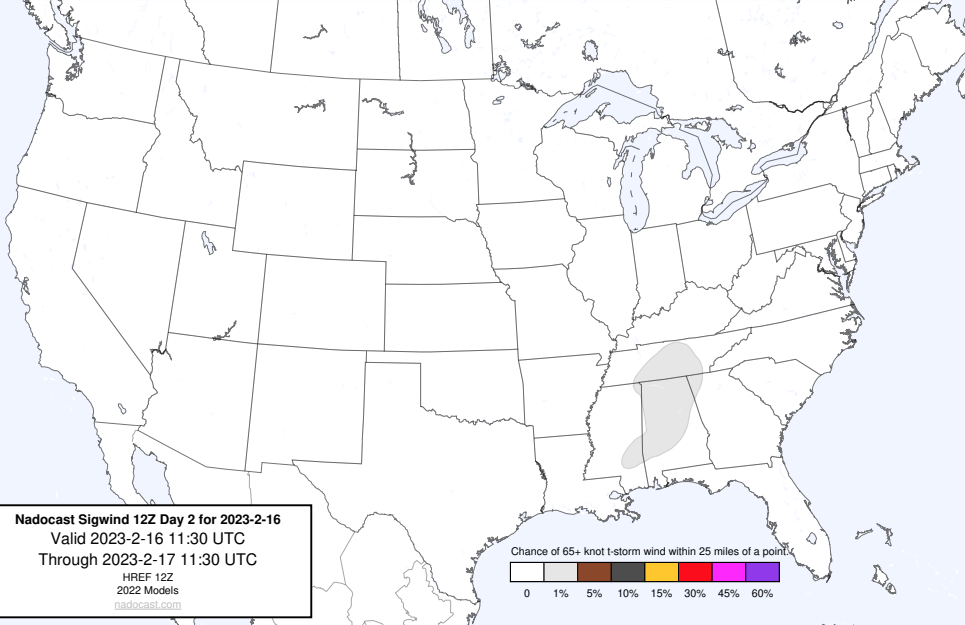 Nadocast Sigwind 12Z Day 2 for 2023-2-16
Valid 2023-2-16 11:30 UTC
Through 2023-2-17 11:30 UTC
HREF 12Z
2022 Models
nadocast.com
Chance of 65+ knot t-storm wind within 25 miles of a point.
0 1% 5% 10% 15% 30% 45% 60%